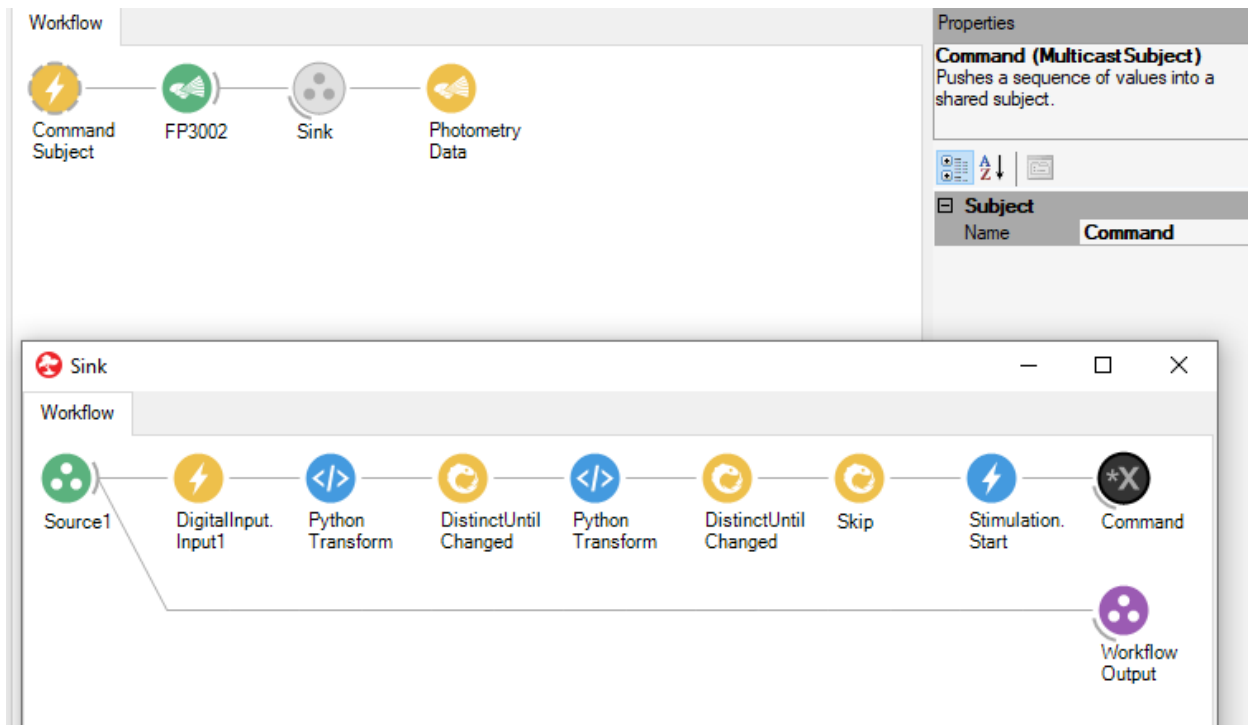 Workflow
Command
Subject
FP3002
Sink
Photometry
Data
Properties
Command (MulticastSubject)
Pushes a sequence of values into a
shared subject.
A
Z
Subject
Name Command
Sink
Workflow
Source1
DigitalInput.
Input1
Python
Transform
DistinctUntil
Changed
Python
Transform
DistinctUntil
Changed
Skip
Stimulation.
Start
*X
Command
Workflow
Output